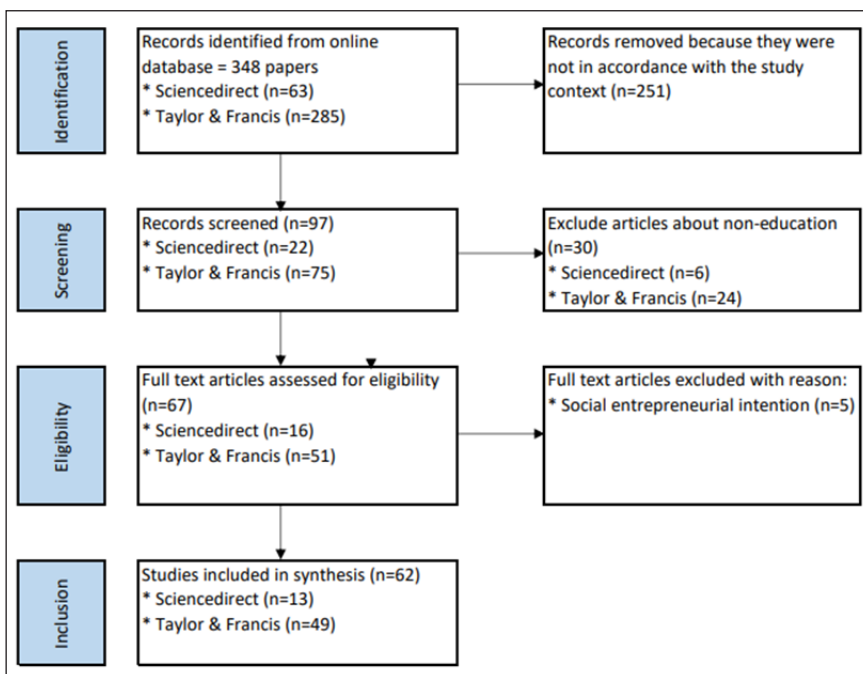 Identification
Records identified from online
database = 348 papers
* Sciencedirect (n=63)
* Taylor & Francis (n=285)
Records removed because they were
not in accordance with the study
context (n=251)
Screening
Records screened (n=97)
* Sciencedirect (n=22)
* Taylor & Francis (n=75)
Exclude articles about non-education
(n=30)
* Sciencedirect (n=6)
* Taylor & Francis (n=24)
Eligibility
Full text articles assessed for eligibility
(n=67)
* Sciencedirect (n=16)
* Taylor & Francis (n=51)
Full text articles excluded with reason:
* Social entrepreneurial intention (n=5)
Inclusion
Studies included in synthesis (n=62)
* Sciencedirect (n=13)
* Taylor & Francis (n=49)